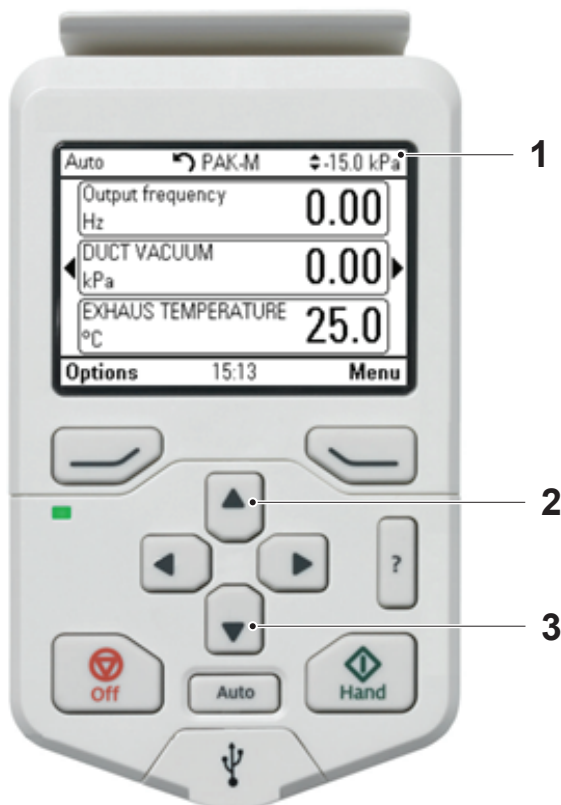 Auto PAK-M -15.0 kPa
1
Output frequency
Hz
0.00
DUCT VACUUM
kPa
0.00
EXHAUS TEMPERATURE
°C
25.0
Options 15:13 Menu
2
?
3
Off
Auto
Hand